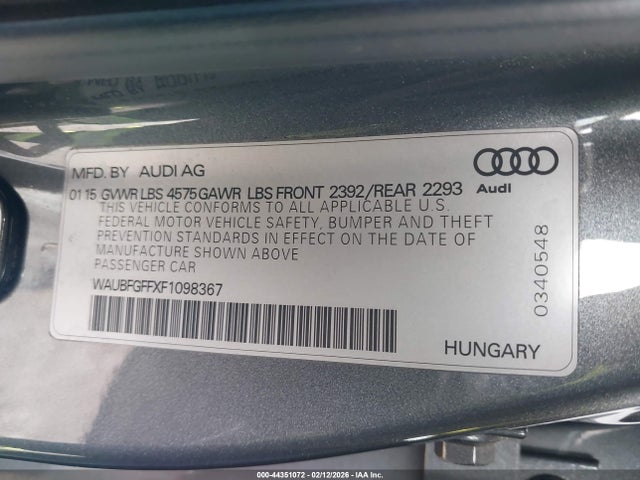 MFD. BY AUDI AG
01 15 GVWR LBS 4575 GAWR LBS FRONT 2392/REAR 2293
THIS VEHICLE CONFORMS TO ALL APPLICABLE U.S.
FEDERAL MOTOR VEHICLE SAFETY, BUMPER AND THEFT
PREVENTION STANDARDS IN EFFECT ON THE DATE OF
MANUFACTURE SHOWN ABOVE
PASSENGER CAR
WAUBFGFFXF1098367
Audi
0340548
HUNGARY
00-44351072 - 02/12/2026 - IAA Inc.